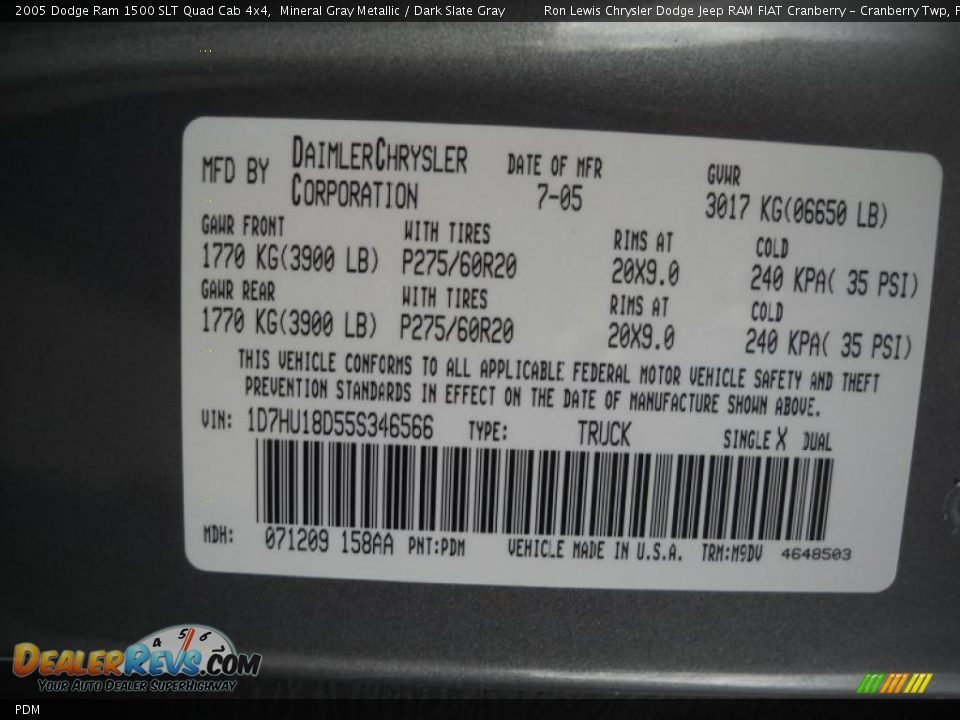 2005 Dodge Ram 1500 SLT Quad Cab 4x4, Mineral Gray Metallic / Dark Slate Gray Ron Lewis Chrysler Dodge Jeep RAM FIAT Cranberry – Cranberry Twp, P
MFD BY DAIMLERCHRYSLER CORPORATION DATE OF MFR 7-05 GVWR 3017 KG(06650 LB)
GAWR FRONT WITH TIRES RIMS AT COLD
1770 KG(3900 LB) P275/60R20 20X9.0 240 KPA( 35 PSI)
GAWR REAR WITH TIRES RIMS AT COLD
1770 KG(3900 LB) P275/60R20 20X9.0 240 KPA( 35 PSI)
THIS VEHICLE CONFORMS TO ALL APPLICABLE FEDERAL MOTOR VEHICLE SAFETY AND THEFT
PREVENTION STANDARDS IN EFFECT ON THE DATE OF MANUFACTURE SHOWN ABOVE.
VIN: 1D7HU18D55S346566 TYPE: TRUCK SINGLE X DUAL
MDH: 071209 158AA PNT:PDM VEHICLE MADE IN U.S.A. TRM:M9DV 4648503
4 5 6
DEALERREVS.COM
Your Auto Dealer SuperHighway
PDM